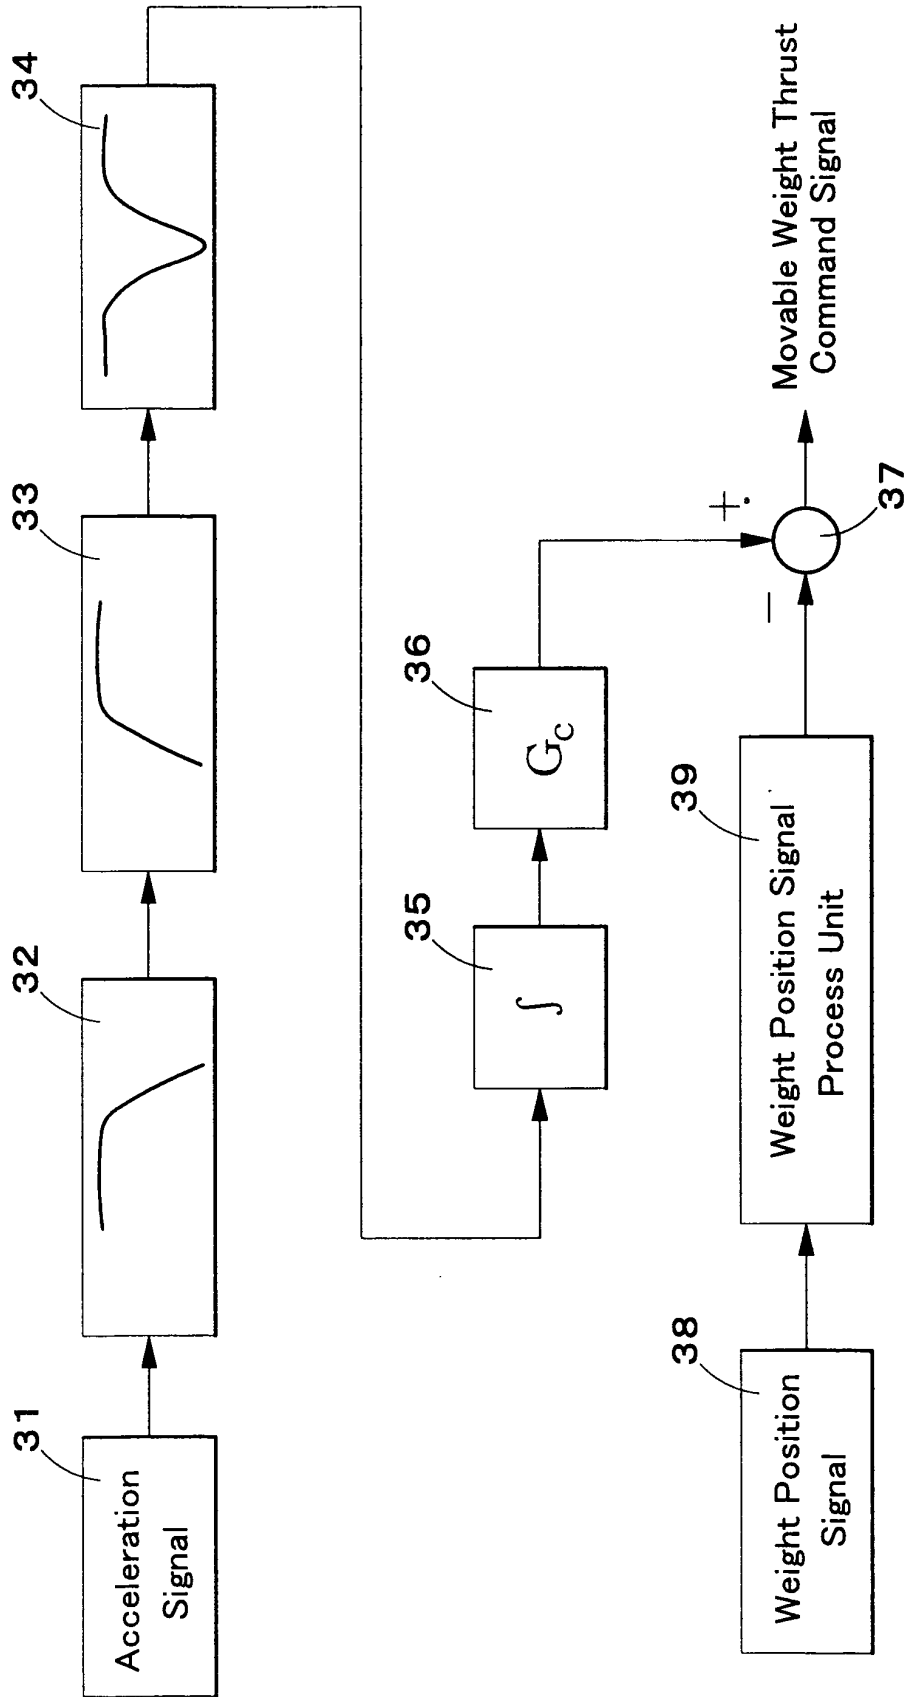 31
Acceleration
Signal
32
33
34
35
∫
36
G_C
+.
−
37
Movable Weight Thrust
Command Signal
38
Weight Position
Signal
39
Weight Position Signal
Process Unit